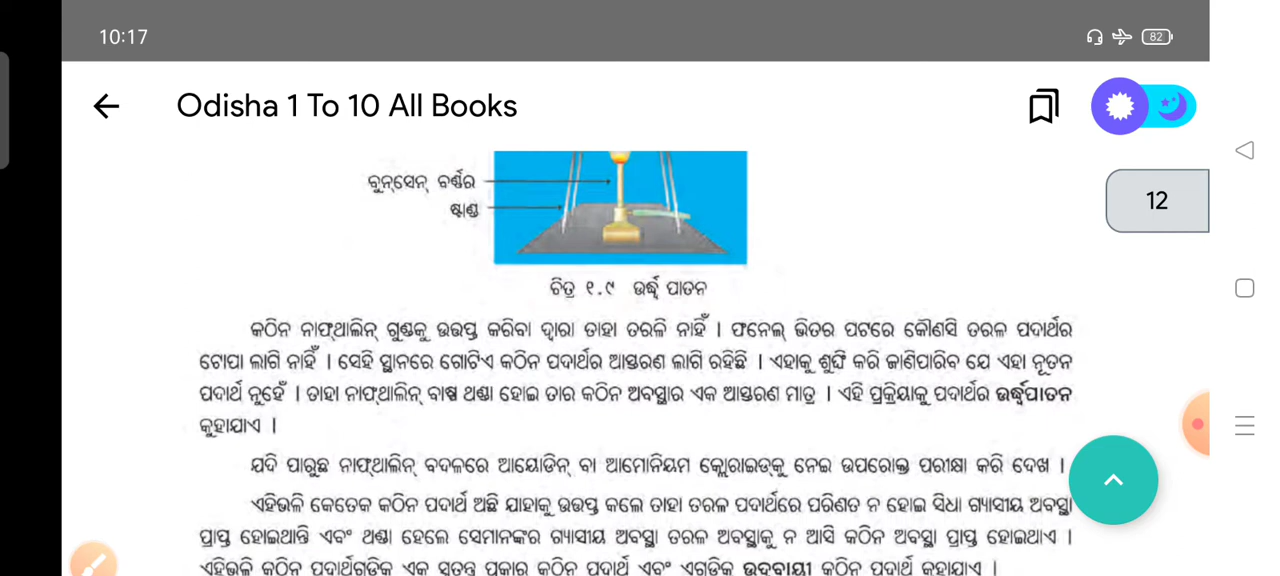 10:17
82
Odisha 1 To 10 All Books
12
ବୁନ୍‌ସେନ୍ ବର୍ଣ୍ଣର
ଷ୍ଟାଣ୍ଡ
ଚିତ୍ର ୧.୯ ଉର୍ଦ୍ଧ୍ୱ ପାତନ
କଠିନ ନାଫ୍‌ଥାଲିନ୍ ଗୁଣ୍ଡକୁ ଉତ୍ତପ୍ତ କରିବା ଦ୍ୱାରା ତାହା ତରଳି ନାହିଁ । ଫନେଲ୍ ଭିତର ପଟରେ କୌଣସି ତରଳ ପଦାର୍ଥର
ଟୋପା ଲାଗି ନାହିଁ । ସେହି ସ୍ଥାନରେ ଗୋଟିଏ କଠିନ ପଦାର୍ଥର ଆସ୍ତରଣ ଲାଗି ରହିଛି । ଏହାକୁ ଶୁଙ୍ଘି କରି ଜାଣିପାରିବ ଯେ ଏହା ନୂତନ
ପଦାର୍ଥ ନୁହେଁ । ତାହା ନାଫ୍‌ଥାଲିନ୍ ବାଷ୍ପ ଥଣ୍ଡା ହୋଇ ତାର କଠିନ ଅବସ୍ଥାର ଏକ ଆସ୍ତରଣ ମାତ୍ର । ଏହି ପ୍ରକ୍ରିୟାକୁ ପଦାର୍ଥର ଉର୍ଦ୍ଧ୍ୱପାତନ
କୁହାଯାଏ ।
ଯଦି ପାରୁଛ ନାଫ୍‌ଥାଲିନ୍ ବଦଳରେ ଆୟୋଡିନ୍ ବା ଆମୋନିୟମ କ୍ଲୋରାଇଡ୍‌କୁ ନେଇ ଉପରୋକ୍ତ ପରୀକ୍ଷା କରି ଦେଖ ।
ଏହିଭଳି କେତେକ କଠିନ ପଦାର୍ଥ ଅଛି ଯାହାକୁ ଉତ୍ତପ୍ତ କଲେ ତାହା ତରଳ ପଦାର୍ଥରେ ପରିଣତ ନ ହୋଇ ସିଧା ଗ୍ୟାସୀୟ ଅବସ୍ଥା
ପ୍ରାପ୍ତ ହୋଇଥାନ୍ତି ଏବଂ ଥଣ୍ଡା ହେଲେ ସେମାନଙ୍କର ଗ୍ୟାସୀୟ ଅବସ୍ଥା ତରଳ ଅବସ୍ଥାକୁ ନ ଆସି କଠିନ ଅବସ୍ଥା ପ୍ରାପ୍ତ ହୋଇଥାଏ ।
ଏହିଭଳି କଠିନ ପଦାର୍ଥଗୁଡ଼ିକ ଏକ ସ୍ୱତନ୍ତ୍ର ପ୍ରକାର କଠିନ ପଦାର୍ଥ ଏବଂ ଏଗୁଡ଼ିକ ଉଦ୍‌ବାୟୀ କଠିନ ପଦାର୍ଥ କୁହାଯାଏ ।